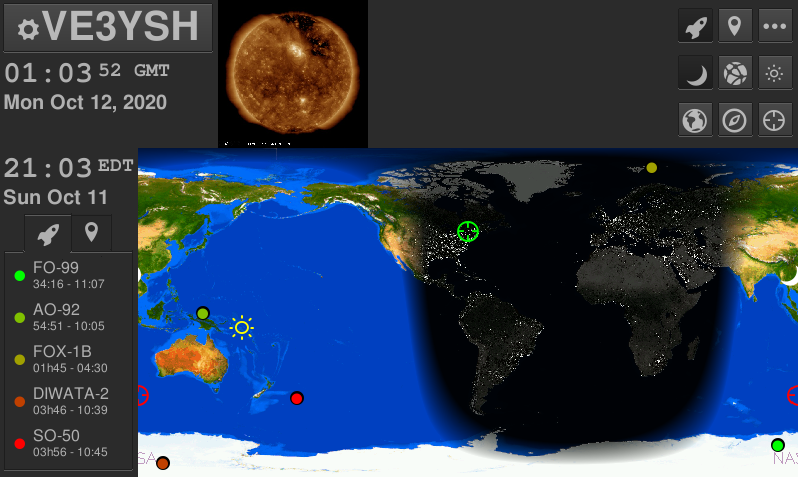 VE3YSH
01:03 52 GMT
Mon Oct 12, 2020
21:03 EDT
Sun Oct 11
FO-99
34:16 - 11:07
AO-92
54:51 - 10:05
FOX-1B
01h45 - 04:30
DIWATA-2
03h46 - 10:39
SO-50
03h56 - 10:45
SA
NAS